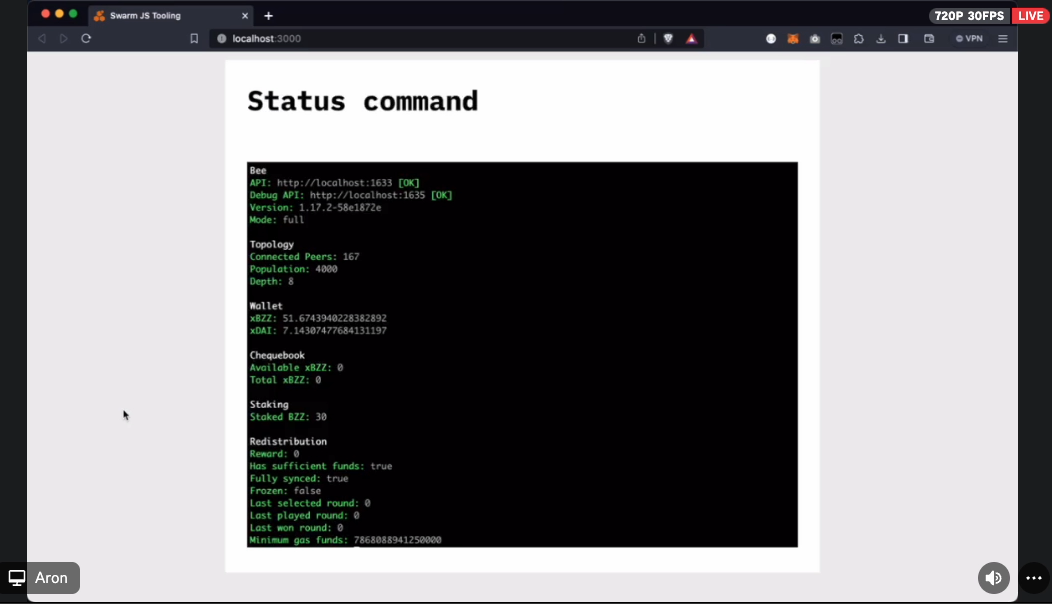 Swarm JS Tooling
720P 30FPS LIVE
localhost:3000
VPN
Status command
Bee
API: http://localhost:1633 [OK]
Debug API: http://localhost:1635 [OK]
Version: 1.17.2-58e1872e
Mode: full
Topology
Connected Peers: 167
Population: 4000
Depth: 8
Wallet
xBZZ: 51.6743940228382892
xDAI: 7.14307477684131197
Chequebook
Available xBZZ: 0
Total xBZZ: 0
Staking
Staked BZZ: 30
Redistribution
Reward: 0
Has sufficient funds: true
Fully synced: true
Frozen: false
Last selected round: 0
Last played round: 0
Last won round: 0
Minimum gas funds: 7868088941250000
Aron